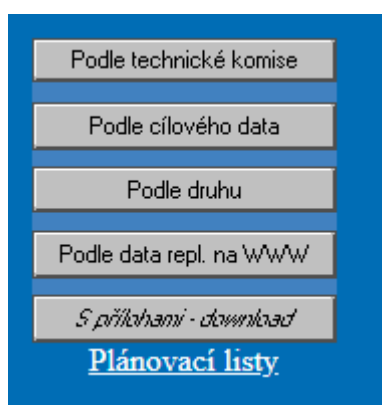 Podle technické komise
Podle cílového data
Podle druhu
Podle data repl. na WWW
S přílohami - download
Plánovací listy